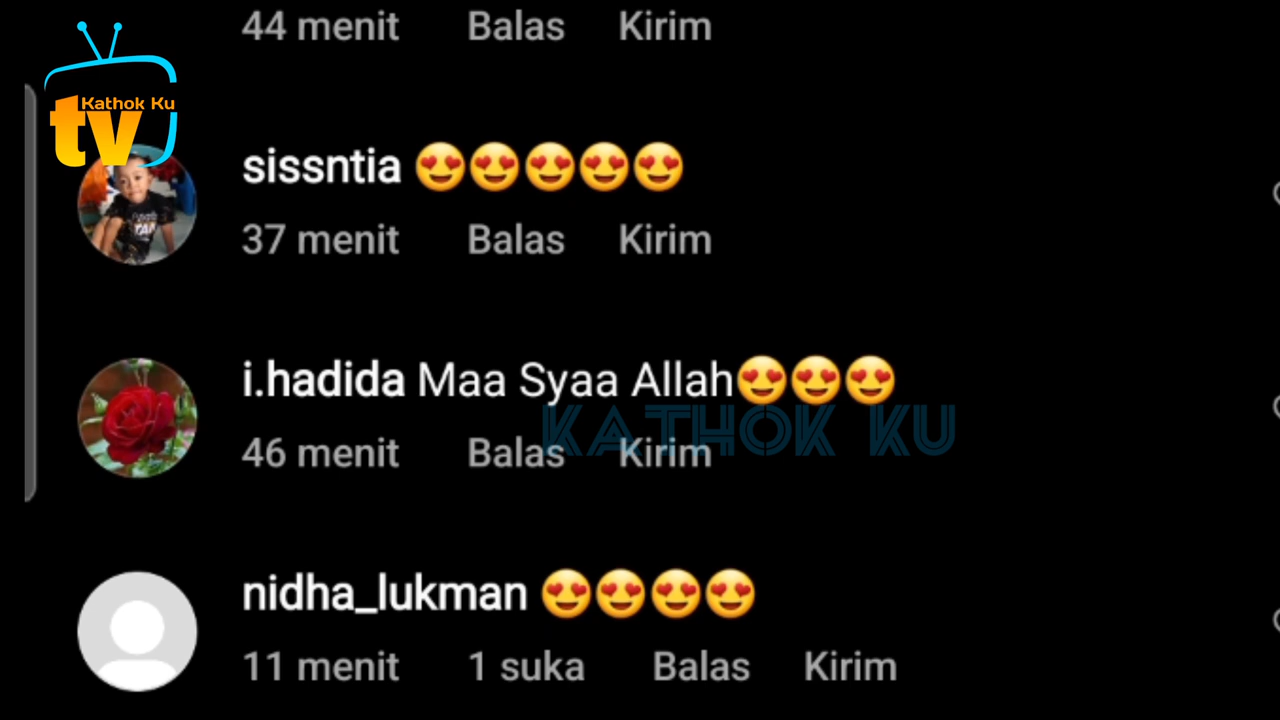 44 menit Balas Kirim
Kathok Ku
tv
sissntia 😍😍😍😍😍
37 menit Balas Kirim
i.hadida Maa Syaa Allah😍😍😍
KATHOK KU
46 menit Balas Kirim
nidha_lukman 😍😍😍😍
11 menit 1 suka Balas Kirim